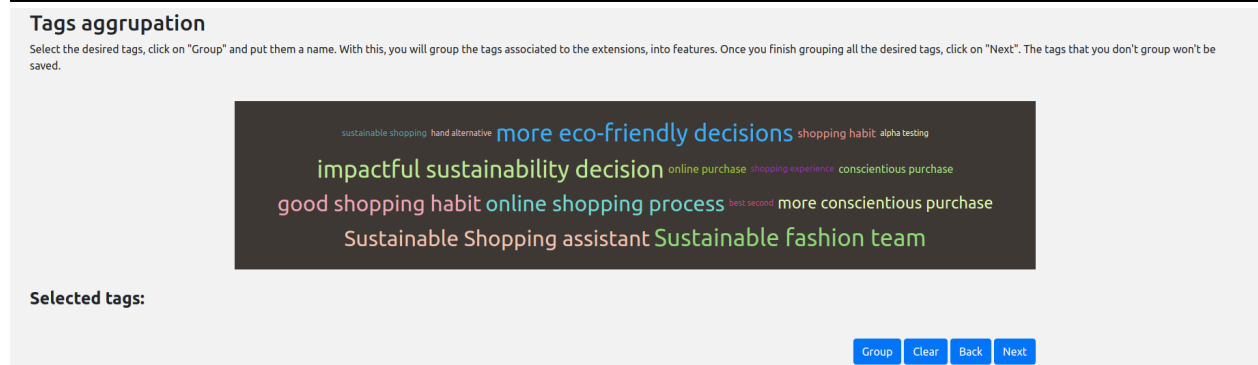 Tags aggrupation
Select the desired tags, click on "Group" and put them a name. With this, you will group the tags associated to the extensions, into features. Once you finish grouping all the desired tags, click on "Next". The tags that you don't group won't be
saved.
sustainable shopping hand alternative more eco-friendly decisions shopping habit alpha testing
impactful sustainability decision online purchase shopping experience conscientious purchase
good shopping habit online shopping process best second more conscientious purchase
Sustainable Shopping assistant Sustainable fashion team
Selected tags:
Group Clear Back Next